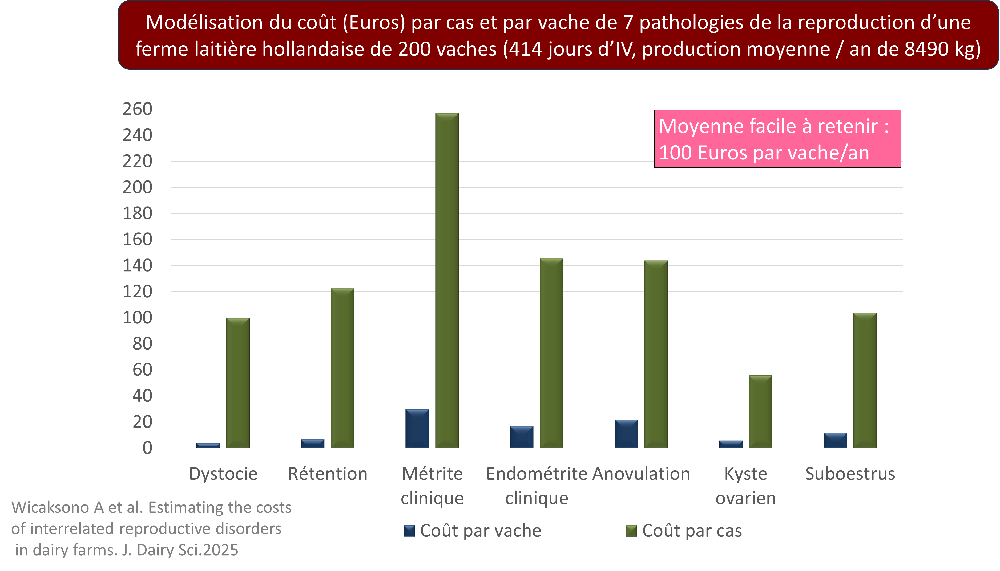 Modélisation du coût (Euros) par cas et par vache de 7 pathologies de la reproduction d’une
ferme laitière hollandaise de 200 vaches (414 jours d’IV, production moyenne / an de 8490 kg)
Moyenne facile à retenir :
100 Euros par vache/an
260
240
220
200
180
160
140
120
100
80
60
40
20
0
Dystocie
Rétention
Métrite
clinique
Endométrite
clinique
Anovulation
Kyste
ovarien
Suboestrus
Coût par vache
Coût par cas
Wicaksono A et al. Estimating the costs
of interrelated reproductive disorders
in dairy farms. J. Dairy Sci.2025